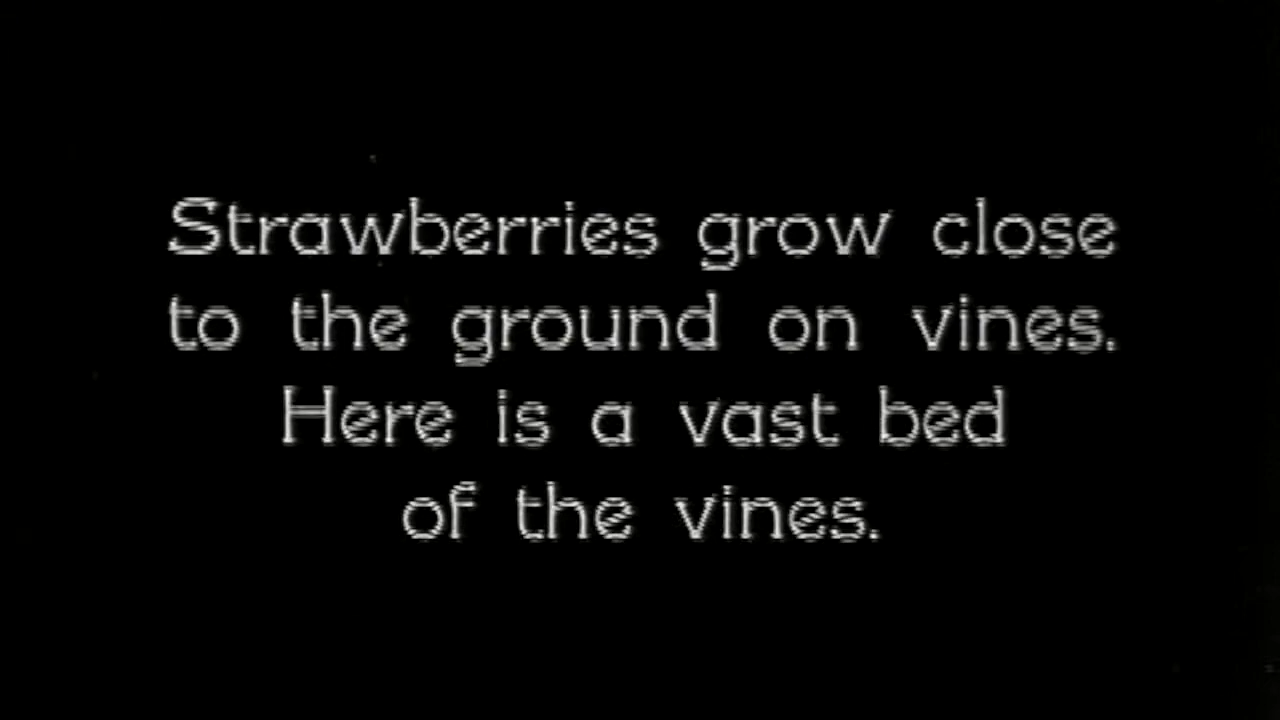 Strawberries grow close
to the ground on vines.
Here is a vast bed
of the vines.